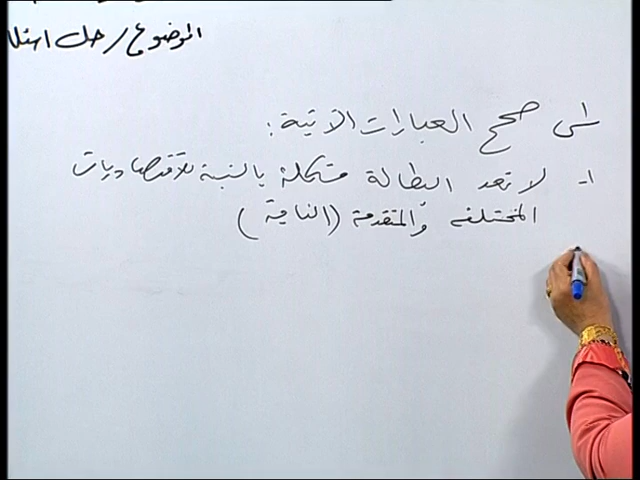 الموضوع / حل اسئلة
س/ صحح العبارات الآتية :
١- لا تعد البطالة مشكلة بالنسبة للاقتصاديات
المختلفة والمتقدمة (النامية)